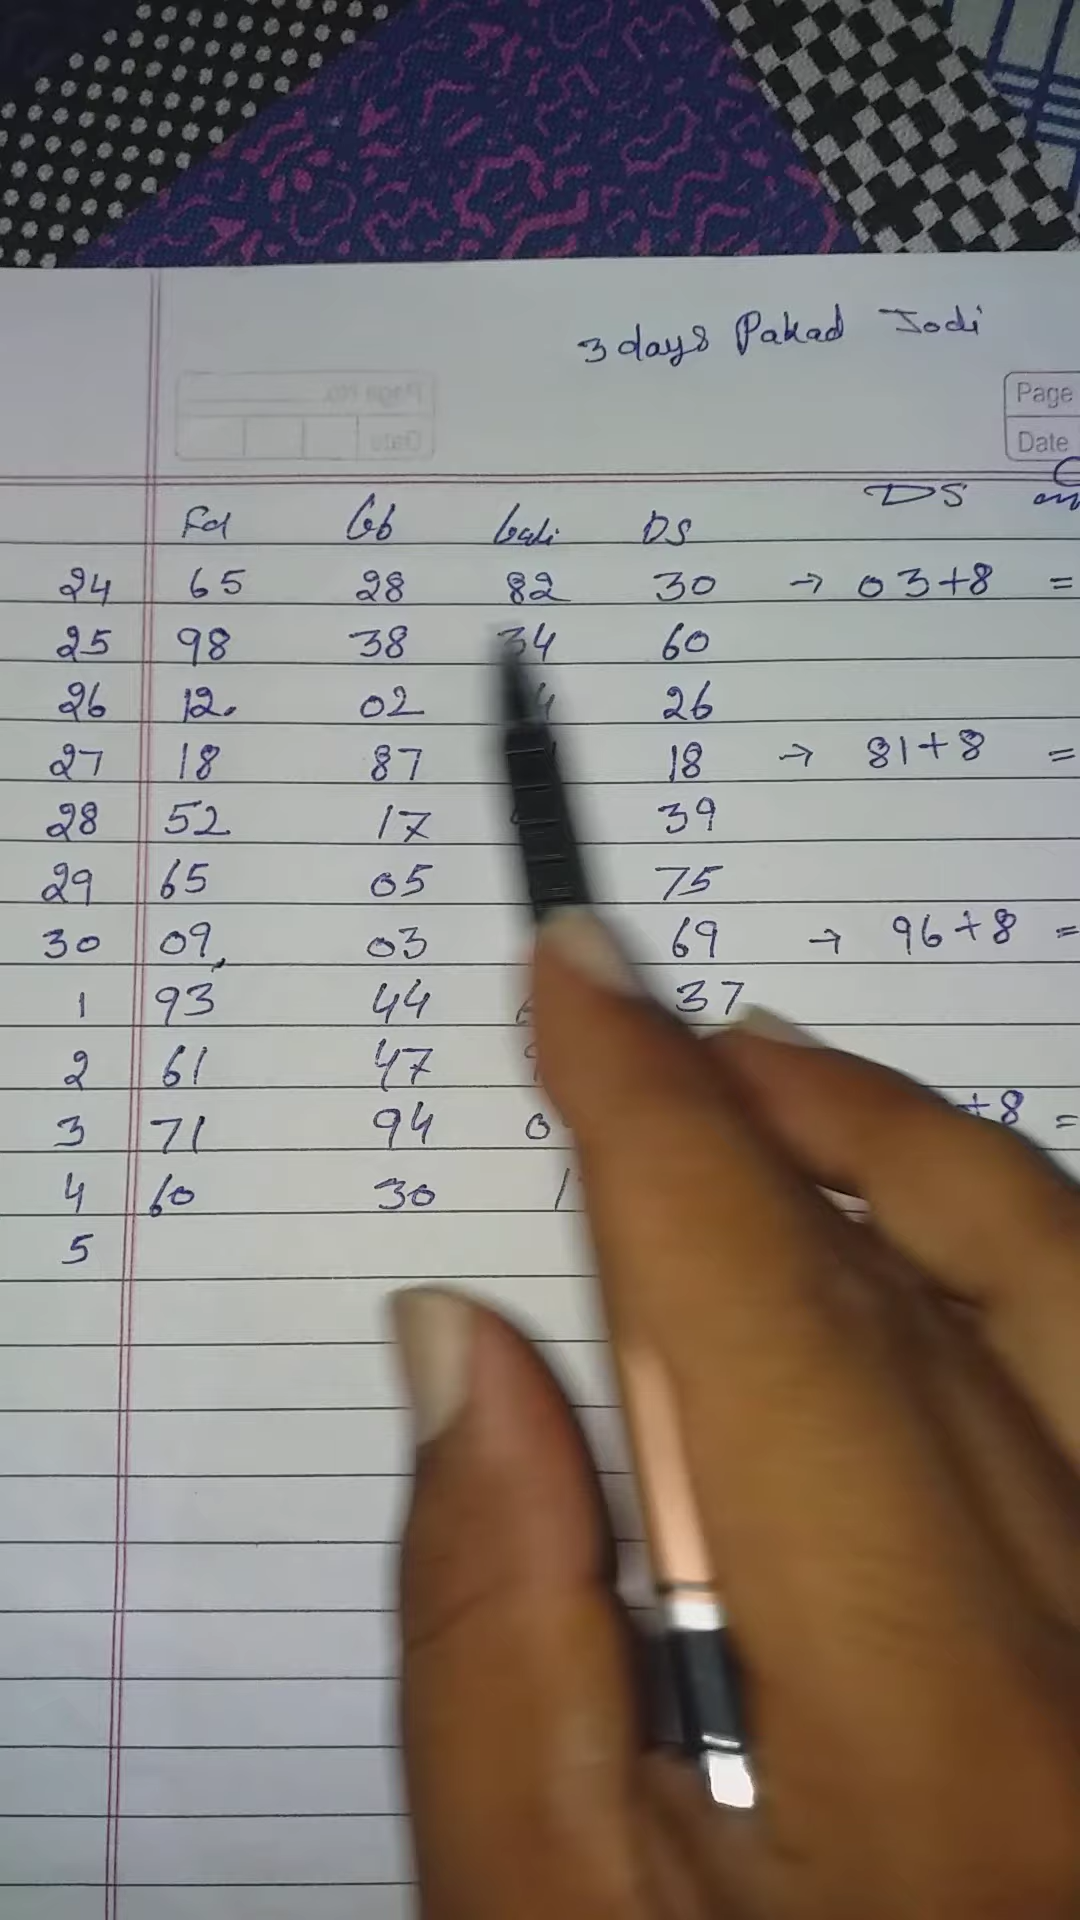 3 days Pakad Jodi
Page
Date
Fd Gb Gali DS DS
24 65 28 82 30 → 03+8 =
25 98 38 34 60
26 12. 02 26
27 18 87 18 → 81+8 =
28 52 17 39
29 65 05 75
30 09, 03 69 → 96+8 =
1 93 44 37
2 61 47
3 71 94 0 +8 =
4 60 30 1
5